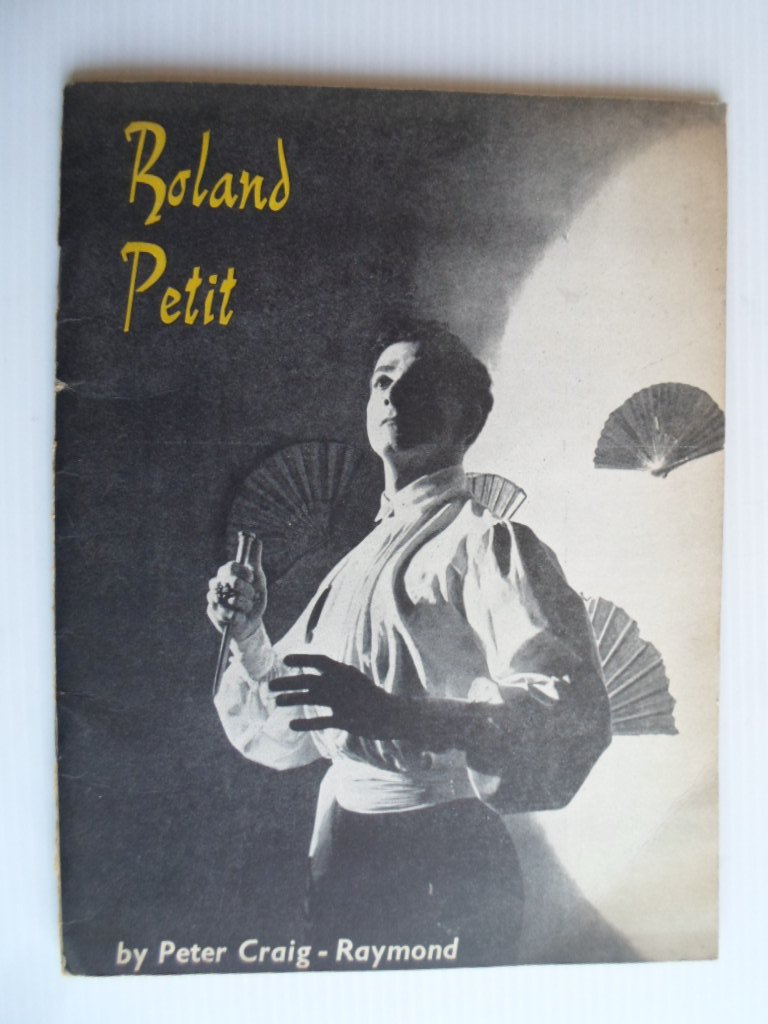 Roland
Petit
by Peter Craig - Raymond